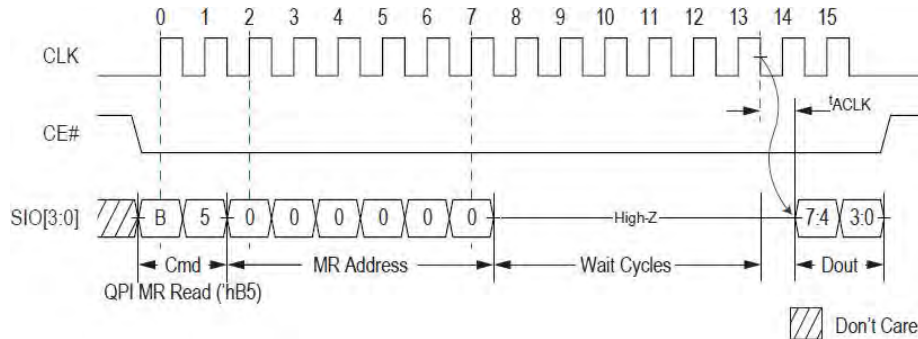 0 1 2 3 4 5 6 7 8 9 10 11 12 13 14 15
CLK
tACLK
CE#
SIO[3:0]
B 5 0 0 0 0 0 0 High-Z 7:4 3:0
Cmd MR Address Wait Cycles Dout
QPI MR Read ('hB5)
Don't Care